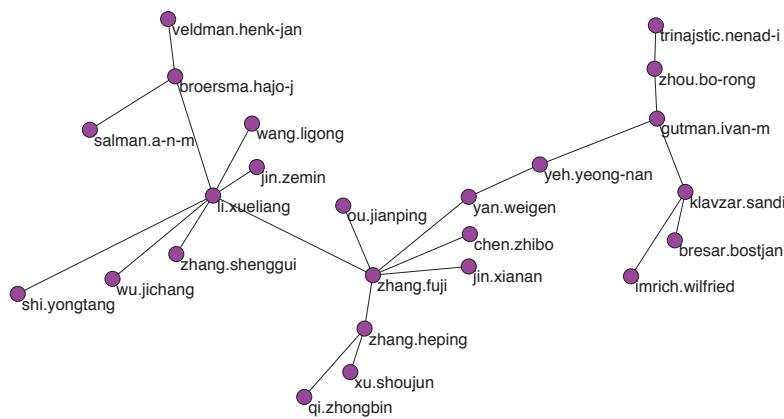 veldman.henk-jan
trinajstic.nenad-i
broersma.hajo-j
zhou.bo-rong
salman.a-n-m
wang.ligong
gutman.ivan-m
jin.zemin
yeh.yeong-nan
li.xueliang
ou.jianping
yan.weigen
klavzar.sandi
chen.zhibo
bresar.bostjan
zhang.shenggui
jin.xianan
shi.yongtang
wu.jichang
zhang.fuji
imrich.wilfried
zhang.heping
xu.shoujun
qi.zhongbin